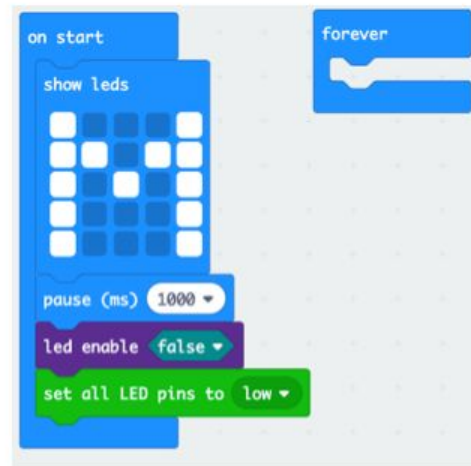 on start
forever
show leds
pause (ms) 1000
led enable false
set all LED pins to low